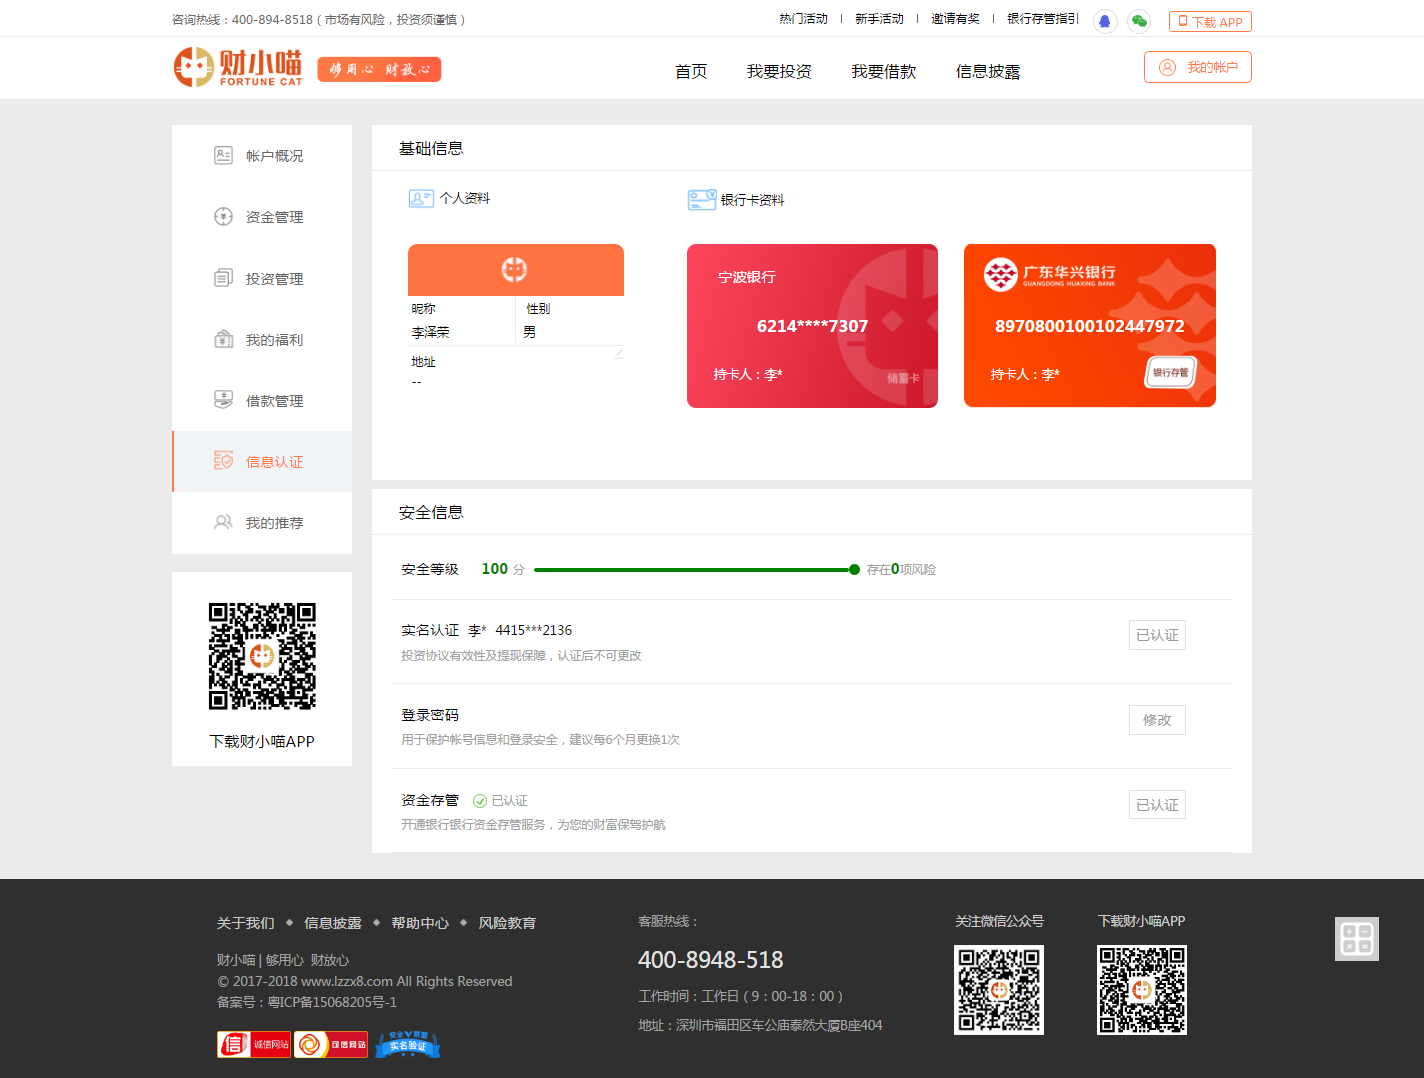 咨询热线：400-894-8518（市场有风险，投资须谨慎）
热门活动 | 新手活动 | 邀请有奖 | 银行存管指引
下载 APP
财小喵
FORTUNE CAT
够用心 财放心
首页 我要投资 我要借款 信息披露
我的帐户
帐户概况
资金管理
投资管理
我的福利
借款管理
信息认证
我的推荐
下载财小喵APP
基础信息
个人资料
银行卡资料
昵称 性别
李泽荣 男
地址
--
宁波银行
6214****7307
持卡人：李*
储蓄卡
广东华兴银行
GUANGDONG HUAXING BANK
8970800100102447972
持卡人：李*
银行存管
安全信息
安全等级 100 分 存在0项风险
实名认证 李* 4415***2136
投资协议有效性及提现保障，认证后不可更改
已认证
登录密码
用于保护帐号信息和登录安全，建议每6个月更换1次
修改
资金存管 已认证
开通银行银行资金存管服务，为您的财富保驾护航
已认证
关于我们 ◆ 信息披露 ◆ 帮助中心 ◆ 风险教育
财小喵 | 够用心 财放心
© 2017-2018 www.lzzx8.com All Rights Reserved
备案号：粤ICP备15068205号-1
信 诚信网站
可信网站
安全V联盟
实名验证
客服热线：
400-8948-518
工作时间：工作日（9：00-18：00）
地址：深圳市福田区车公庙泰然大厦B座404
关注微信公众号
下载财小喵APP